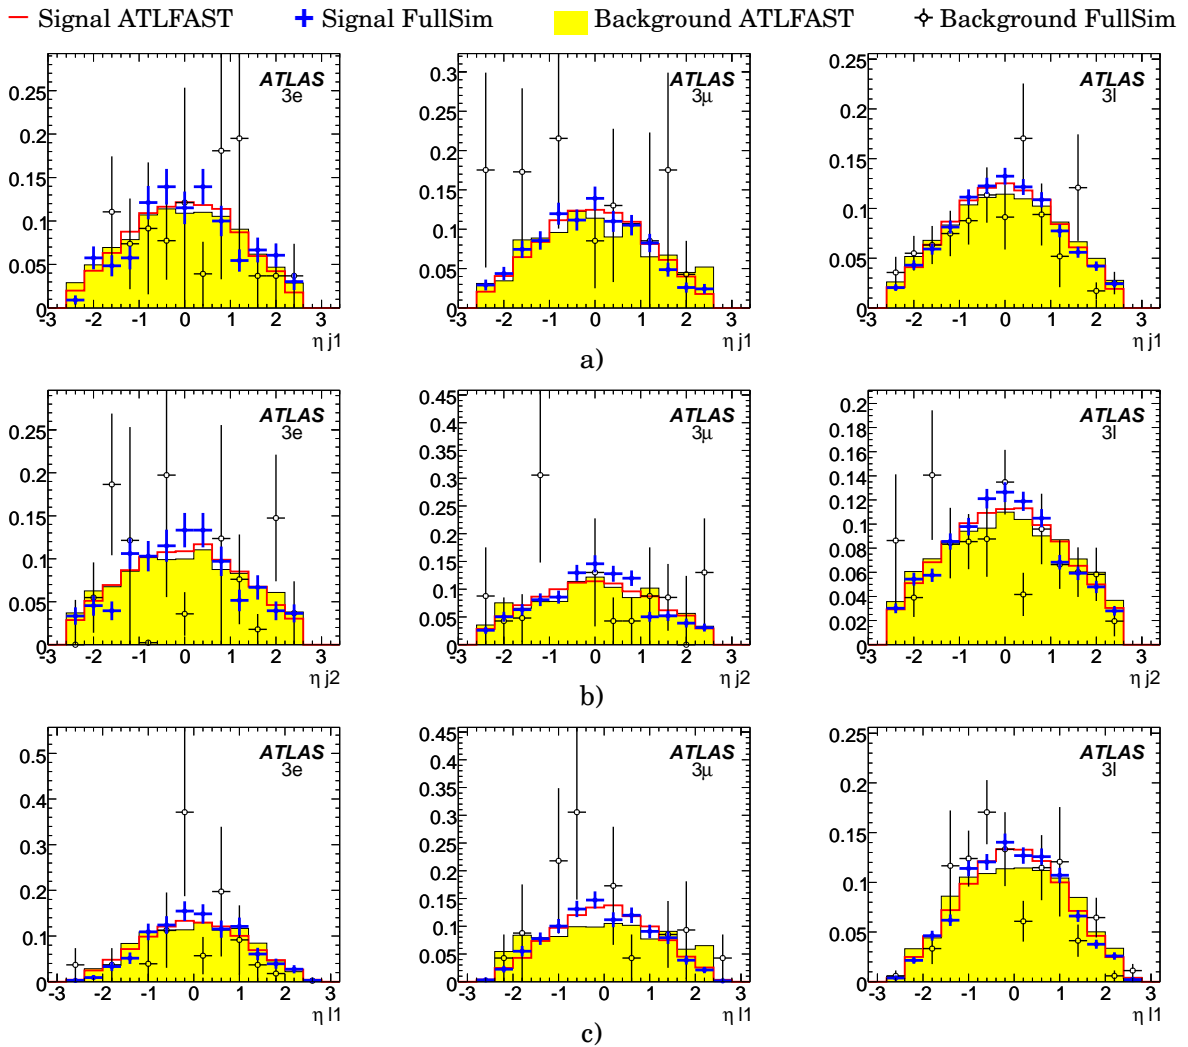 Signal ATLFAST Signal FullSim Background ATLFAST Background FullSim
ATLAS
3e
0.25
0.2
0.15
0.1
0.05
0
-3 -2 -1 0 1 2 3
η j1
ATLAS
3μ
0.3
0.25
0.2
0.15
0.1
0.05
0
-3 -2 -1 0 1 2 3
η j1
ATLAS
3l
0.25
0.2
0.15
0.1
0.05
0
-3 -2 -1 0 1 2 3
η j1
a)
ATLAS
3e
0.25
0.2
0.15
0.1
0.05
0
-3 -2 -1 0 1 2 3
η j2
ATLAS
3μ
0.45
0.4
0.35
0.3
0.25
0.2
0.15
0.1
0.05
0
-3 -2 -1 0 1 2 3
η j2
ATLAS
3l
0.2
0.18
0.16
0.14
0.12
0.1
0.08
0.06
0.04
0.02
0
-3 -2 -1 0 1 2 3
η j2
b)
ATLAS
3e
0.5
0.4
0.3
0.2
0.1
0
-3 -2 -1 0 1 2 3
η l1
ATLAS
3μ
0.45
0.4
0.35
0.3
0.25
0.2
0.15
0.1
0.05
0
-3 -2 -1 0 1 2 3
η l1
ATLAS
3l
0.25
0.2
0.15
0.1
0.05
0
-3 -2 -1 0 1 2 3
η l1
c)